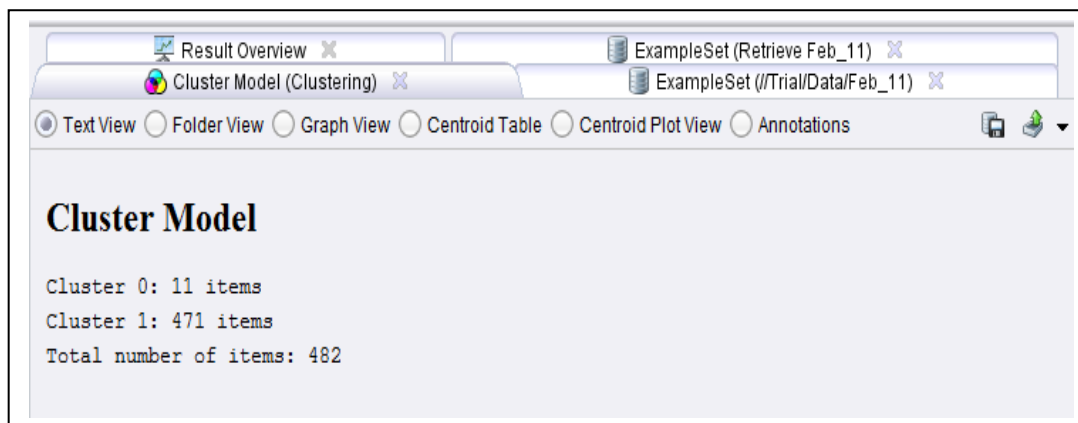 Result Overview
ExampleSet (Retrieve Feb_11)
Cluster Model (Clustering)
ExampleSet (//Trial/Data/Feb_11)
Text View Folder View Graph View Centroid Table Centroid Plot View Annotations
Cluster Model
Cluster 0: 11 items
Cluster 1: 471 items
Total number of items: 482